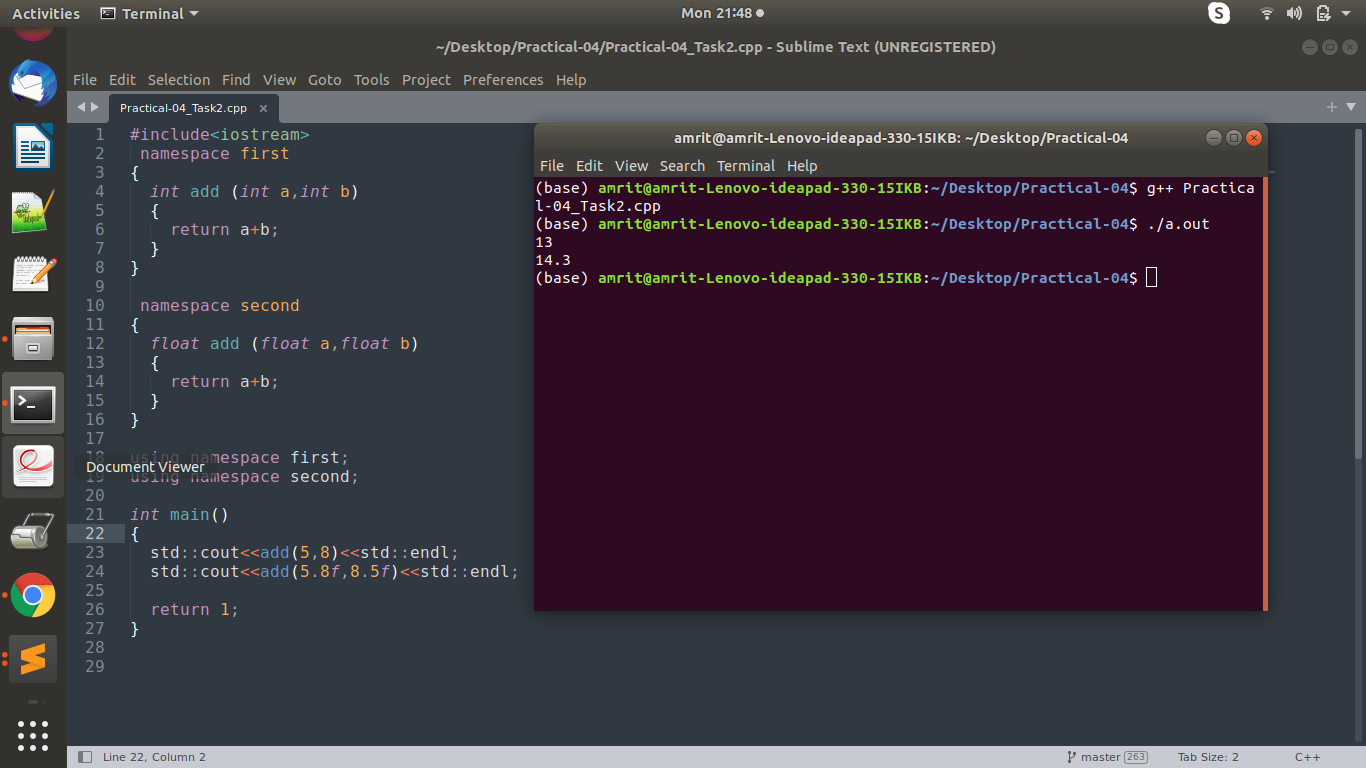 Activities Terminal Mon 21:48 S
~/Desktop/Practical-04/Practical-04_Task2.cpp - Sublime Text (UNREGISTERED)
File Edit Selection Find View Goto Tools Project Preferences Help
Practical-04_Task2.cpp ×
1 #include<iostream>
2 namespace first
3 {
4 int add (int a,int b)
5 {
6 return a+b;
7 }
8 }
9
10 namespace second
11 {
12 float add (float a,float b)
13 {
14 return a+b;
15 }
16 }
17
18 using namespace first;
Document Viewer
19 using namespace second;
20
21 int main()
22 {
23 std::cout<<add(5,8)<<std::endl;
24 std::cout<<add(5.8f,8.5f)<<std::endl;
25
26 return 1;
27 }
28
29
amrit@amrit-Lenovo-ideapad-330-15IKB: ~/Desktop/Practical-04
File Edit View Search Terminal Help
(base) amrit@amrit-Lenovo-ideapad-330-15IKB:~/Desktop/Practical-04$ g++ Practica
l-04_Task2.cpp
(base) amrit@amrit-Lenovo-ideapad-330-15IKB:~/Desktop/Practical-04$ ./a.out
13
14.3
(base) amrit@amrit-Lenovo-ideapad-330-15IKB:~/Desktop/Practical-04$
Line 22, Column 2 master 263 Tab Size: 2 C++